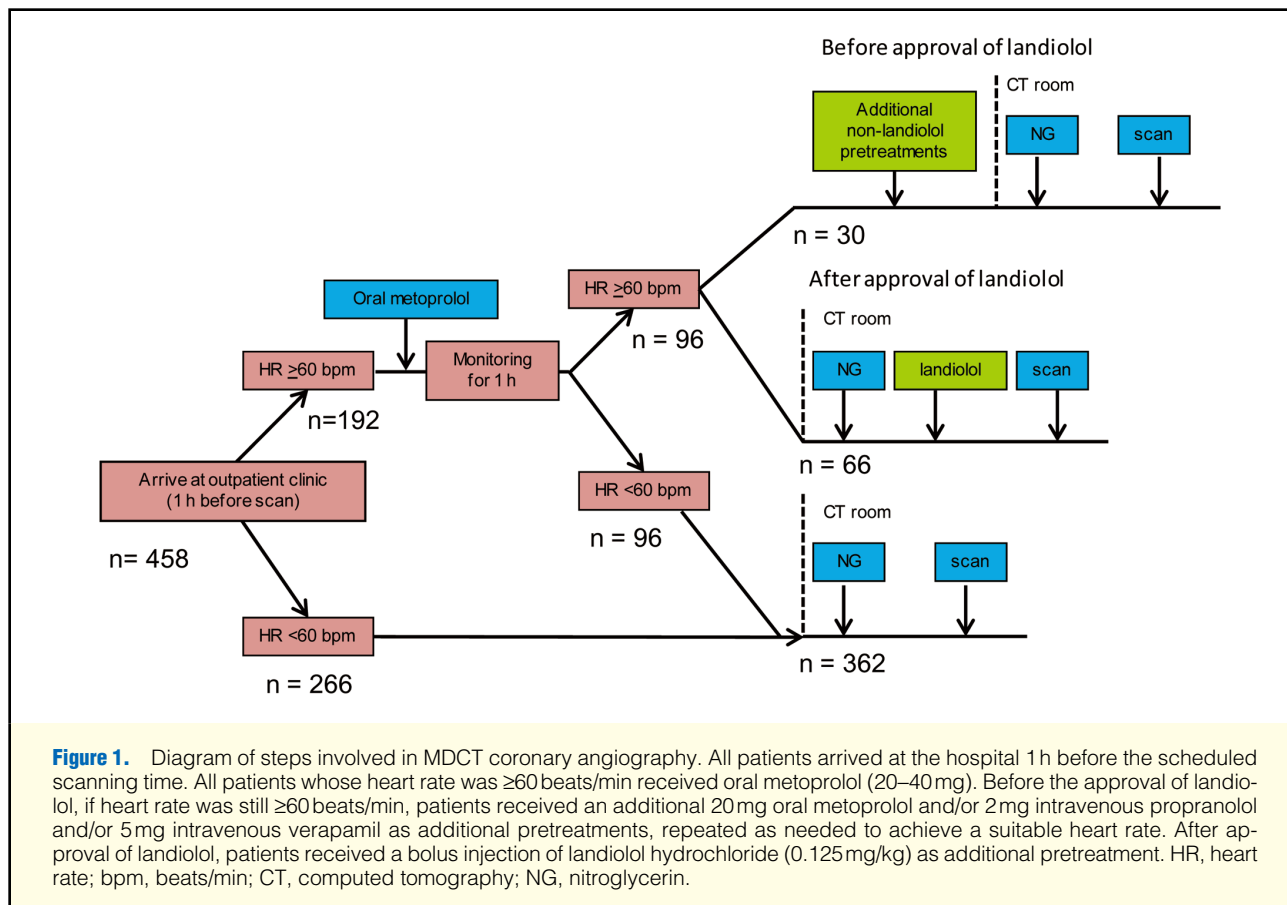 Before approval of landiolol
CT room
Additional
non-landiolol
pretreatments
NG
scan
n = 30
After approval of landiolol
HR ≥60 bpm
Oral metoprolol
n = 96
CT room
Monitoring
for 1 h
HR ≥60 bpm
NG
landiolol
scan
n=192
n = 66
Arrive at outpatient clinic
(1 h before scan)
HR <60 bpm
CT room
n= 458
n = 96
NG
scan
HR <60 bpm
n = 362
n = 266
Figure 1. Diagram of steps involved in MDCT coronary angiography. All patients arrived at the hospital 1 h before the scheduled
scanning time. All patients whose heart rate was ≥60 beats/min received oral metoprolol (20–40 mg). Before the approval of landio-
lol, if heart rate was still ≥60 beats/min, patients received an additional 20 mg oral metoprolol and/or 2 mg intravenous propranolol
and/or 5 mg intravenous verapamil as additional pretreatments, repeated as needed to achieve a suitable heart rate. After ap-
proval of landiolol, patients received a bolus injection of landiolol hydrochloride (0.125 mg/kg) as additional pretreatment. HR, heart
rate; bpm, beats/min; CT, computed tomography; NG, nitroglycerin.